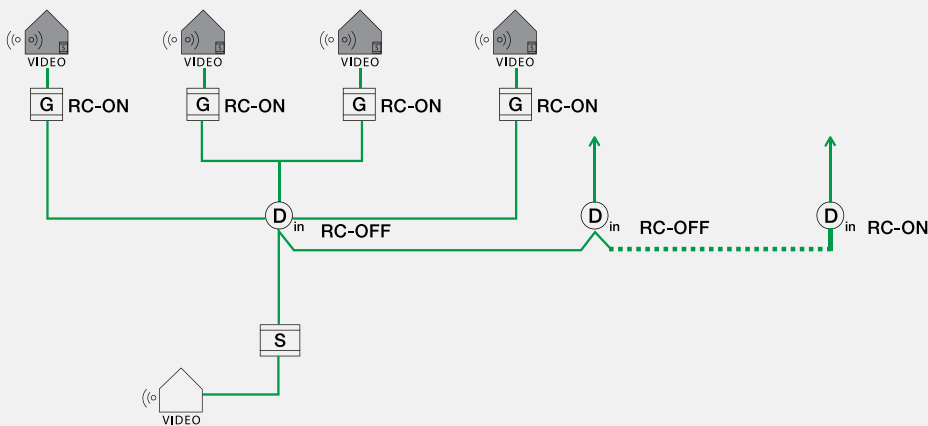 S S S S
VIDEO VIDEO VIDEO VIDEO
G RC-ON G RC-ON G RC-ON G RC-ON
D in RC-OFF D in RC-OFF D in RC-ON
S
VIDEO